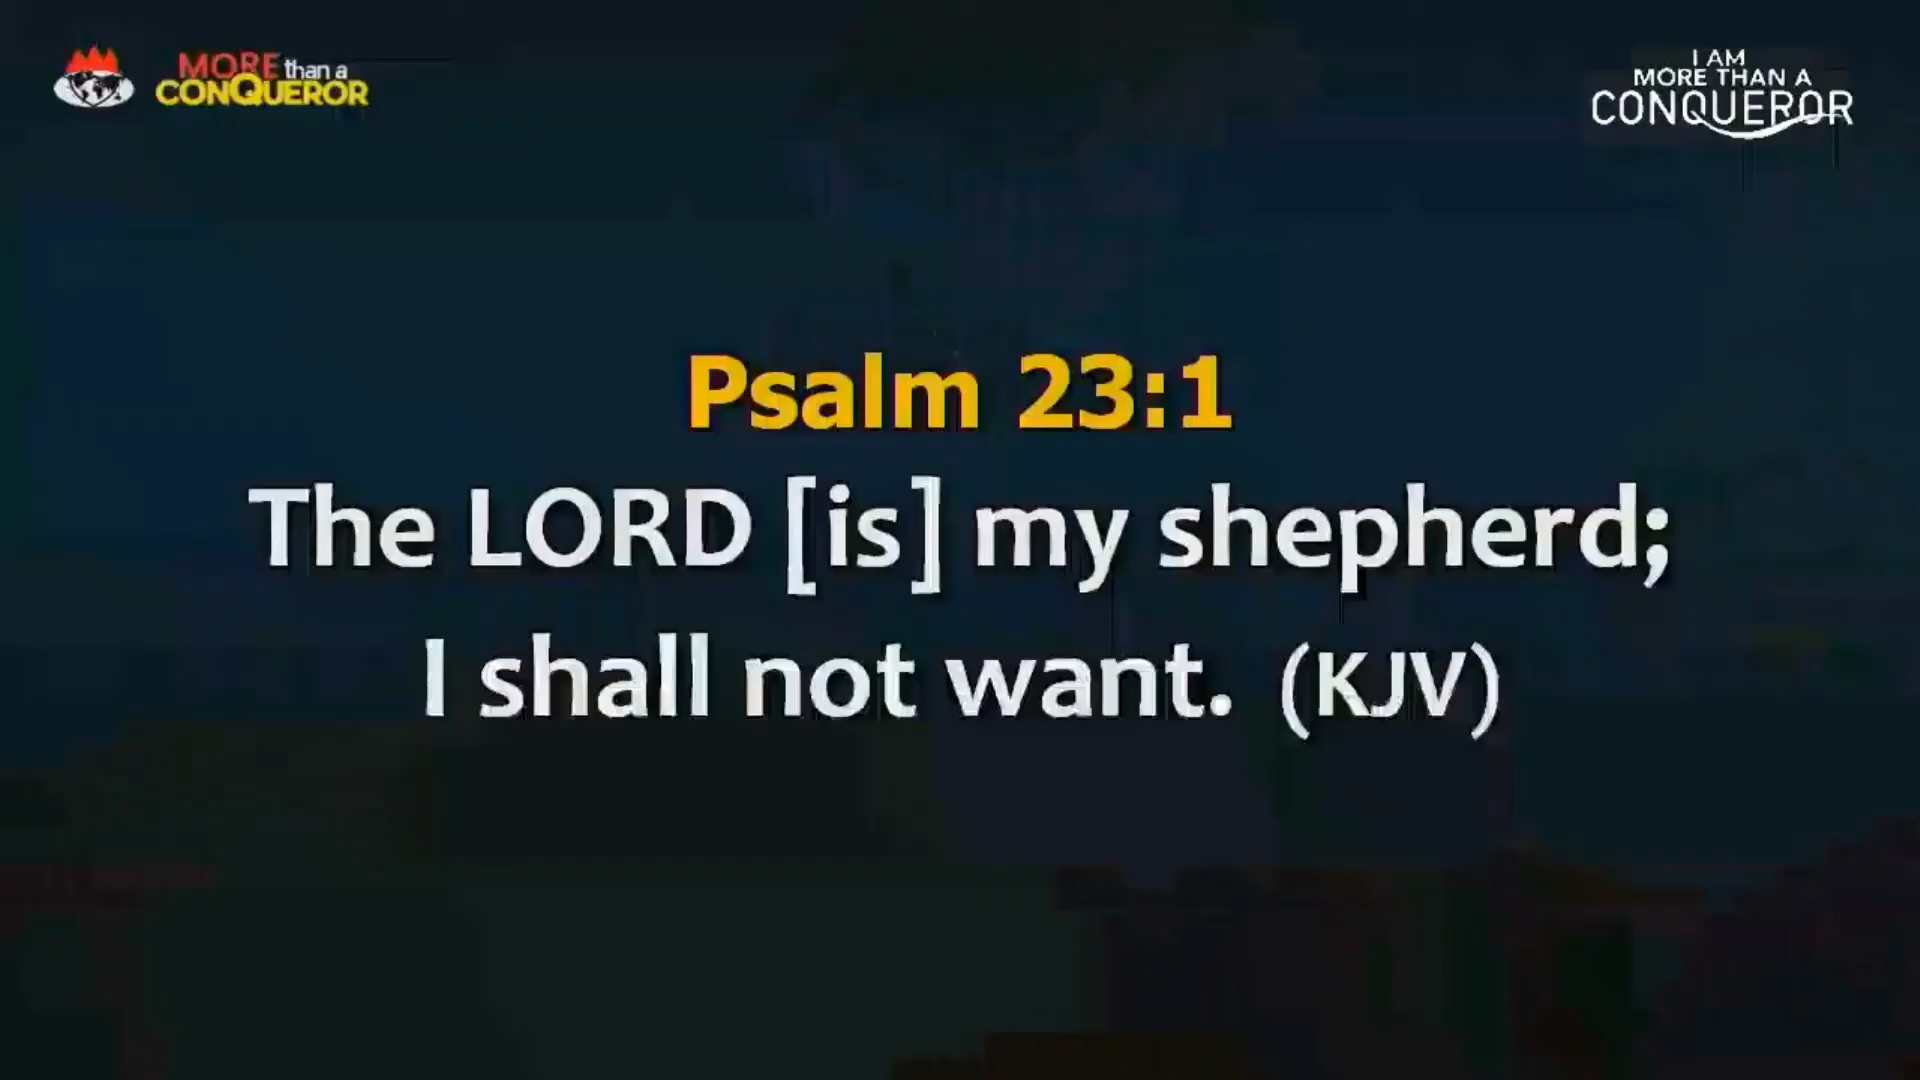 MORE than a
CONQUEROR
I AM
MORE THAN A
CONQUEROR
Psalm 23:1
The LORD [is] my shepherd;
I shall not want. (KJV)